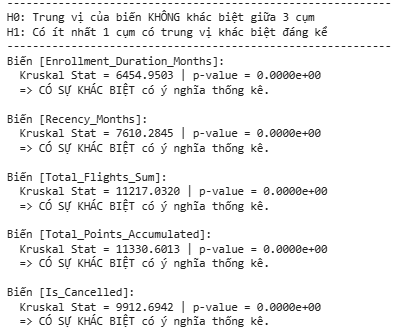 ------------------------------------------------------------
H0: Trung vị của biến KHÔNG khác biệt giữa 3 cụm
H1: Có ít nhất 1 cụm có trung vị khác biệt đáng kể
------------------------------------------------------------
Biến [Enrollment_Duration_Months]:
  Kruskal Stat = 6454.9503 | p-value = 0.0000e+00
  => CÓ SỰ KHÁC BIỆT có ý nghĩa thống kê.

Biến [Recency_Months]:
  Kruskal Stat = 7610.2845 | p-value = 0.0000e+00
  => CÓ SỰ KHÁC BIỆT có ý nghĩa thống kê.

Biến [Total_Flights_Sum]:
  Kruskal Stat = 11217.0320 | p-value = 0.0000e+00
  => CÓ SỰ KHÁC BIỆT có ý nghĩa thống kê.

Biến [Total_Points_Accumulated]:
  Kruskal Stat = 11330.6013 | p-value = 0.0000e+00
  => CÓ SỰ KHÁC BIỆT có ý nghĩa thống kê.

Biến [Is_Cancelled]:
  Kruskal Stat = 9912.6942 | p-value = 0.0000e+00
  => CÓ SỰ KHÁC BIỆT có ý nghĩa thống kê.